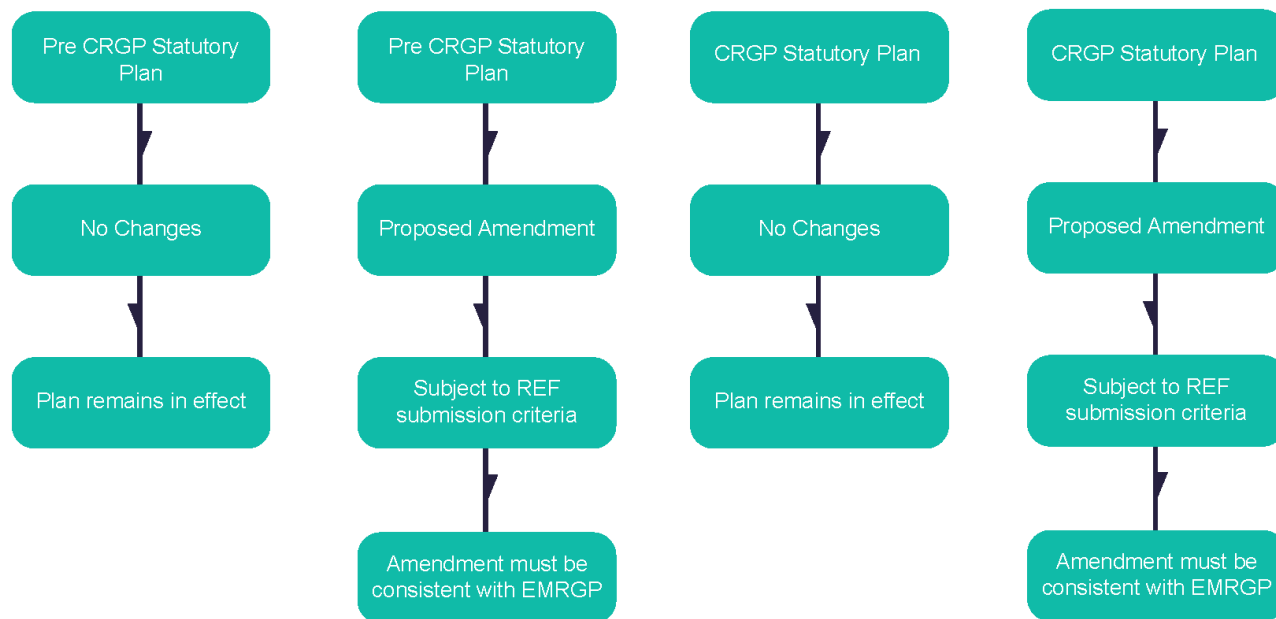 Pre CRGP Statutory
Plan
No Changes
Plan remains in effect
Pre CRGP Statutory
Plan
Proposed Amendment
Subject to REF
submission criteria
Amendment must be
consistent with EMRGP
CRGP Statutory Plan
No Changes
Plan remains in effect
CRGP Statutory Plan
Proposed Amendment
Subject to REF
submission criteria
Amendment must be
consistent with EMRGP